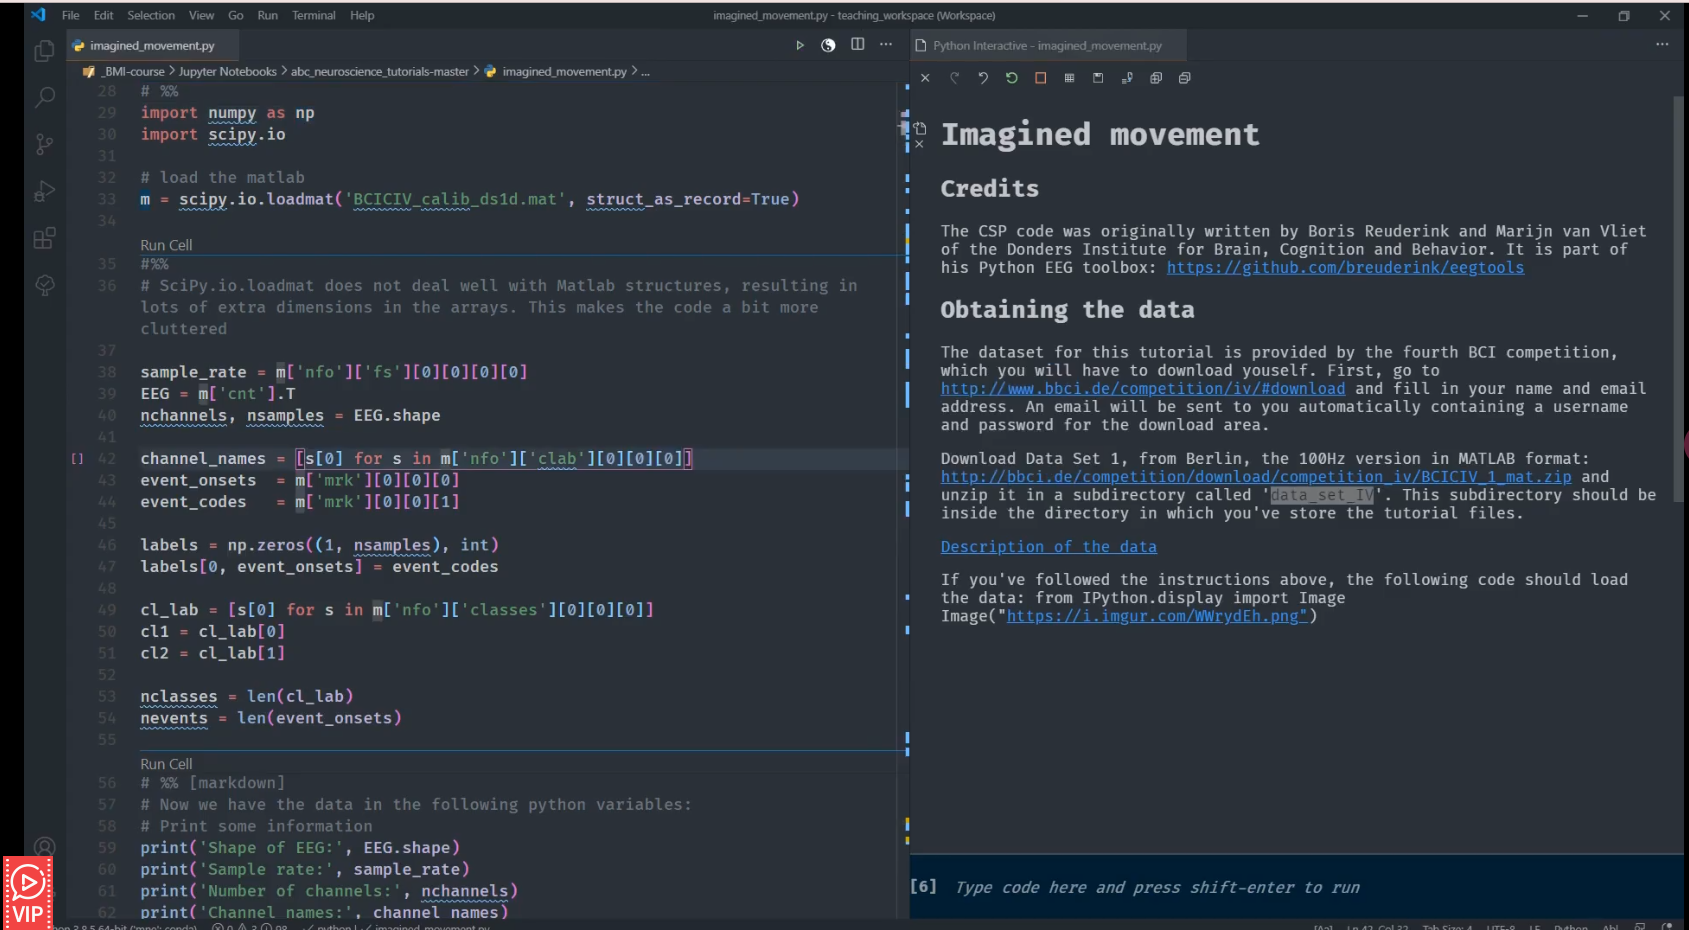 File Edit Selection View Go Run Terminal Help
imagined_movement.py - teaching_workspace (Workspace)
imagined_movement.py
_BMI-course > Jupyter Notebooks > abc_neuroscience_tutorials-master > imagined_movement.py > ...
28 # %%
29 import numpy as np
30 import scipy.io
31
32 # load the matlab
33 m = scipy.io.loadmat('BCICIV_calib_ds1d.mat', struct_as_record=True)
34
Run Cell
35 #%%
36 # SciPy.io.loadmat does not deal well with Matlab structures, resulting in
lots of extra dimensions in the arrays. This makes the code a bit more
cluttered
37
38 sample_rate = m['nfo']['fs'][0][0][0][0]
39 EEG = m['cnt'].T
40 nchannels, nsamples = EEG.shape
41
42 channel_names = [s[0] for s in m['nfo']['clab'][0][0][0]]
43 event_onsets = m['mrk'][0][0][0]
44 event_codes = m['mrk'][0][0][1]
45
46 labels = np.zeros((1, nsamples), int)
47 labels[0, event_onsets] = event_codes
48
49 cl_lab = [s[0] for s in m['nfo']['classes'][0][0][0]]
50 cl1 = cl_lab[0]
51 cl2 = cl_lab[1]
52
53 nclasses = len(cl_lab)
54 nevents = len(event_onsets)
55
Run Cell
56 # %% [markdown]
57 # Now we have the data in the following python variables:
58 # Print some information
59 print('Shape of EEG:', EEG.shape)
60 print('Sample rate:', sample_rate)
61 print('Number of channels:', nchannels)
62 print('Channel names:', channel_names)
Python Interactive - imagined_movement.py
Imagined movement
Credits
The CSP code was originally written by Boris Reuderink and Marijn van Vliet
of the Donders Institute for Brain, Cognition and Behavior. It is part of
his Python EEG toolbox: https://github.com/breuderink/eegtools
Obtaining the data
The dataset for this tutorial is provided by the fourth BCI competition,
which you will have to download youself. First, go to
http://www.bbci.de/competition/iv/#download and fill in your name and email
address. An email will be sent to you automatically containing a username
and password for the download area.
Download Data Set 1, from Berlin, the 100Hz version in MATLAB format:
http://bbci.de/competition/download/competition_iv/BCICIV_1_mat.zip and
unzip it in a subdirectory called 'data_set_IV'. This subdirectory should be
inside the directory in which you've store the tutorial files.
Description of the data
If you've followed the instructions above, the following code should load
the data: from IPython.display import Image
Image("https://i.imgur.com/WWrydEh.png")
[6] Type code here and press shift-enter to run
VIP